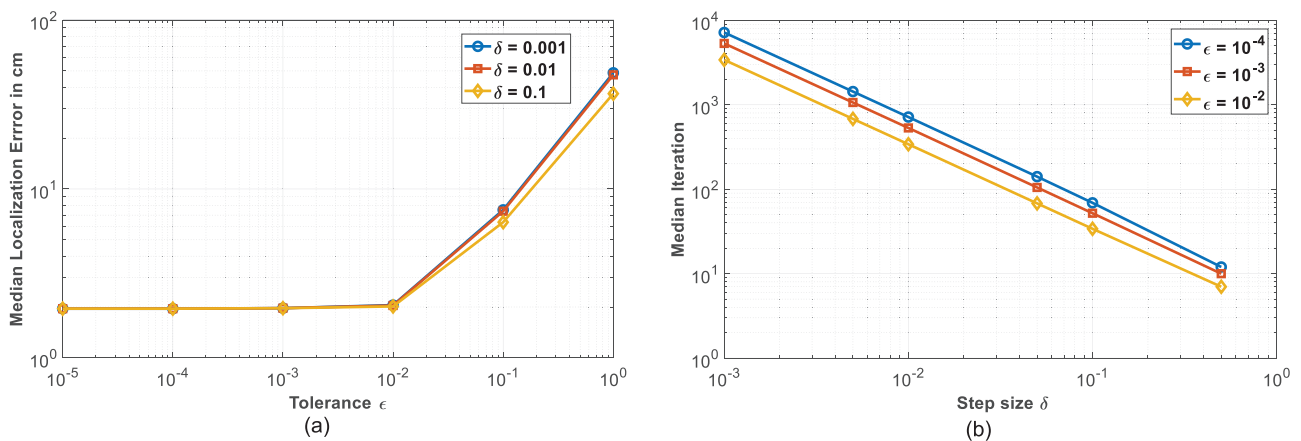 10^2
10^1
10^0
Median Localization Errror in cm
δ = 0.001
δ = 0.01
δ = 0.1
10^-5 10^-4 10^-3 10^-2 10^-1 10^0
Tolerance ϵ
(a)
10^4
10^3
10^2
10^1
10^0
Median Iteration
ϵ = 10^-4
ϵ = 10^-3
ϵ = 10^-2
10^-3 10^-2 10^-1 10^0
Step size δ
(b)